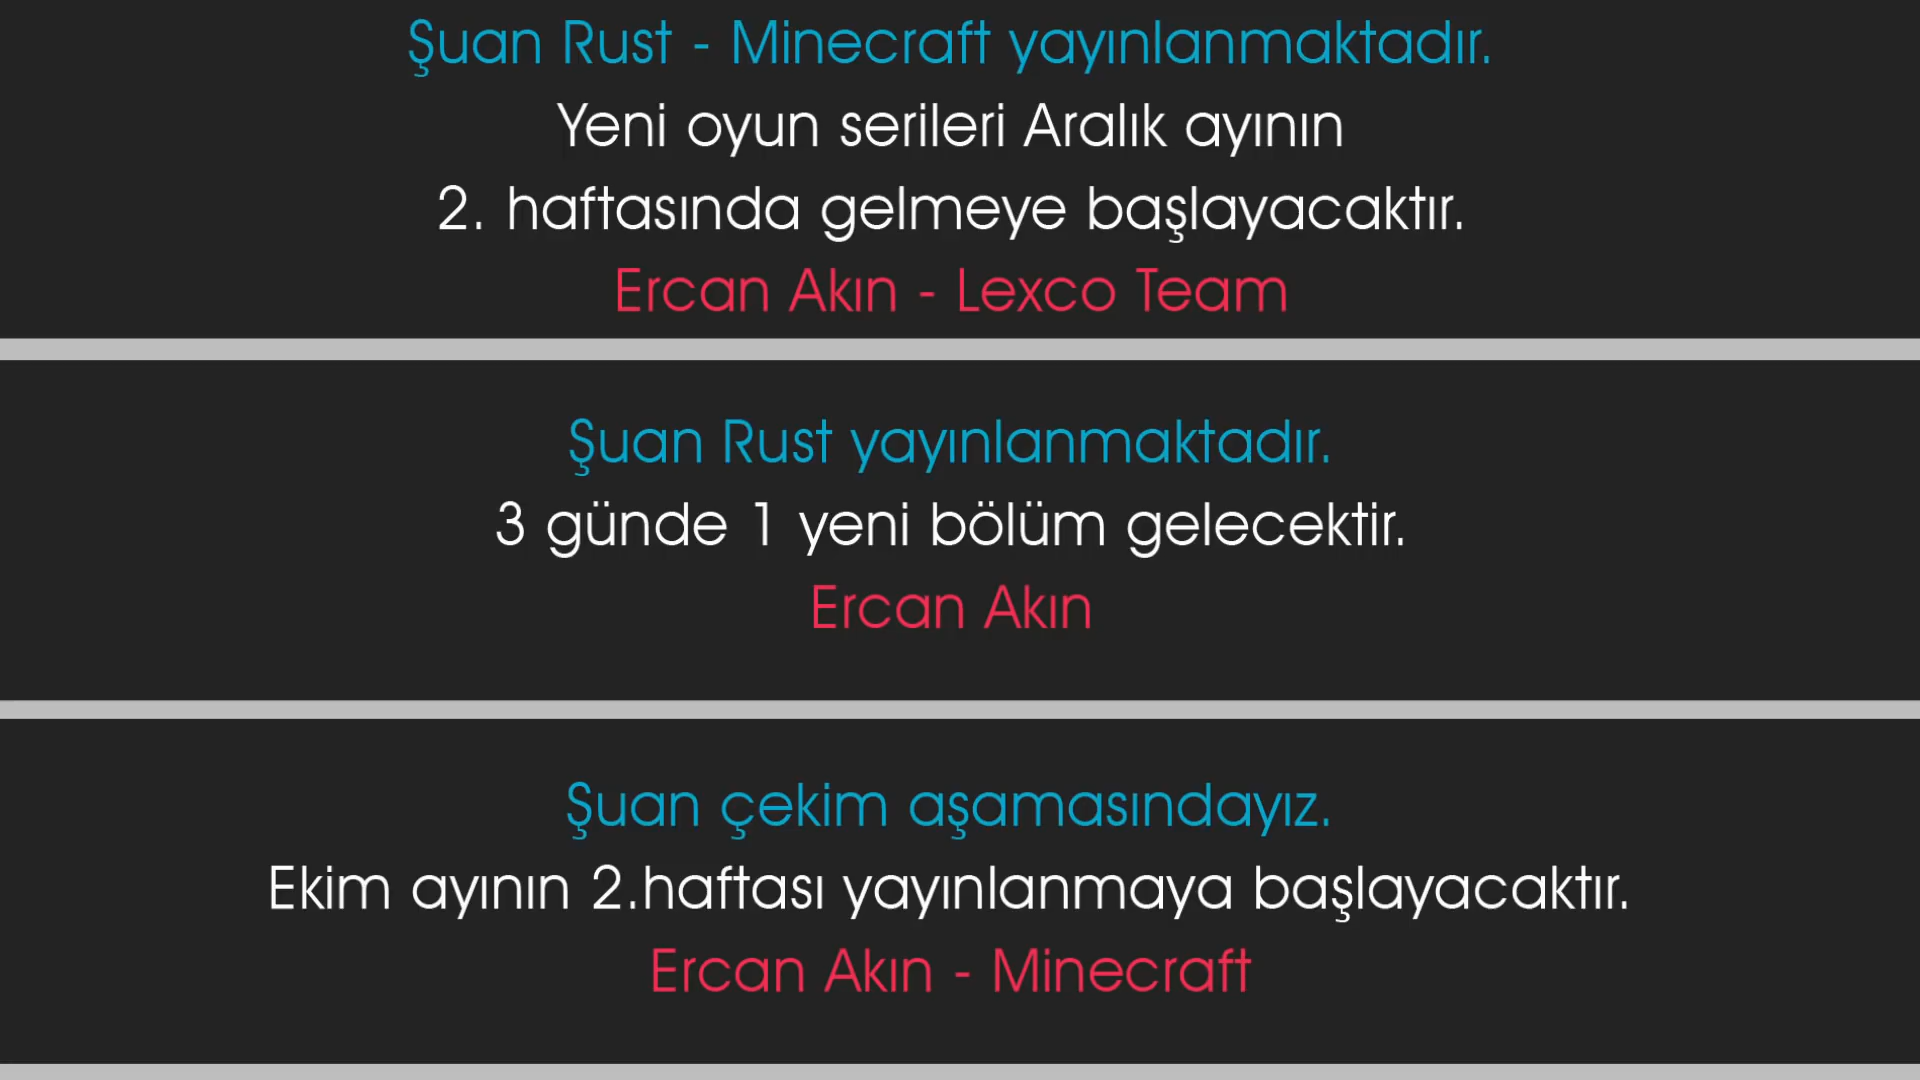 Şuan Rust - Minecraft yayınlanmaktadır.
Yeni oyun serileri Aralık ayının
2. haftasında gelmeye başlayacaktır.
Ercan Akın - Lexco Team
Şuan Rust yayınlanmaktadır.
3 günde 1 yeni bölüm gelecektir.
Ercan Akın
Şuan çekim aşamasındayız.
Ekim ayının 2.haftası yayınlanmaya başlayacaktır.
Ercan Akın - Minecraft